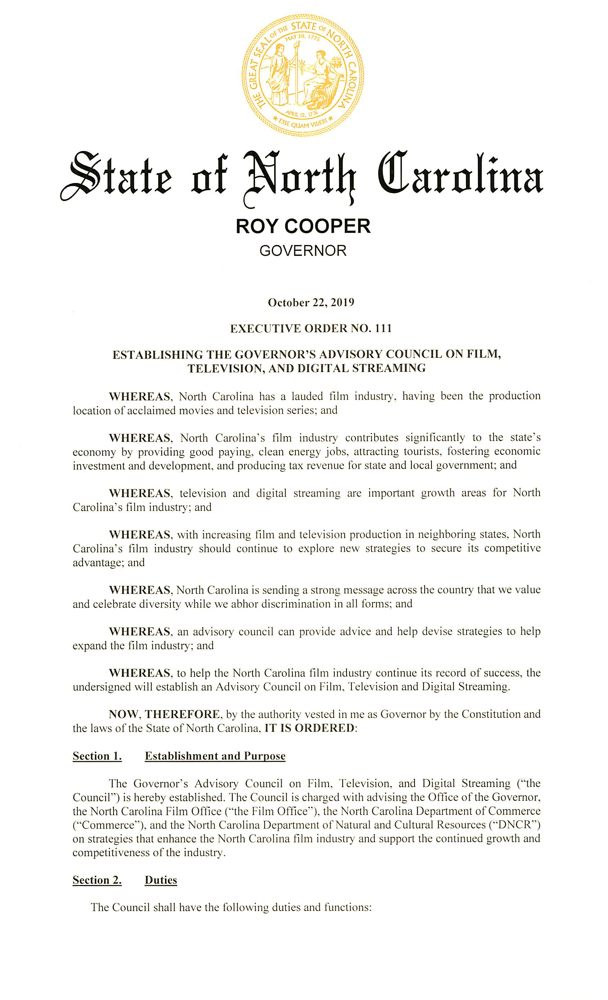 THE GREAT SEAL OF THE STATE OF NORTH CAROLINA
MAY 20, 1775
APRIL 12, 1776
★ ESSE QUAM VIDERI ★
State of North Carolina
ROY COOPER
GOVERNOR
October 22, 2019
EXECUTIVE ORDER NO. 111
ESTABLISHING THE GOVERNOR'S ADVISORY COUNCIL ON FILM,
TELEVISION, AND DIGITAL STREAMING
WHEREAS, North Carolina has a lauded film industry, having been the production
location of acclaimed movies and television series; and
WHEREAS, North Carolina's film industry contributes significantly to the state's
economy by providing good paying, clean energy jobs, attracting tourists, fostering economic
investment and development, and producing tax revenue for state and local government; and
WHEREAS, television and digital streaming are important growth areas for North
Carolina's film industry; and
WHEREAS, with increasing film and television production in neighboring states, North
Carolina's film industry should continue to explore new strategies to secure its competitive
advantage; and
WHEREAS, North Carolina is sending a strong message across the country that we value
and celebrate diversity while we abhor discrimination in all forms; and
WHEREAS, an advisory council can provide advice and help devise strategies to help
expand the film industry; and
WHEREAS, to help the North Carolina film industry continue its record of success, the
undersigned will establish an Advisory Council on Film, Television and Digital Streaming.
NOW, THEREFORE, by the authority vested in me as Governor by the Constitution and
the laws of the State of North Carolina, IT IS ORDERED:
Section 1. Establishment and Purpose
The Governor's Advisory Council on Film, Television, and Digital Streaming ("the
Council") is hereby established. The Council is charged with advising the Office of the Governor,
the North Carolina Film Office ("the Film Office"), the North Carolina Department of Commerce
("Commerce"), and the North Carolina Department of Natural and Cultural Resources ("DNCR")
on strategies that enhance the North Carolina film industry and support the continued growth and
competitiveness of the industry.
Section 2. Duties
The Council shall have the following duties and functions: